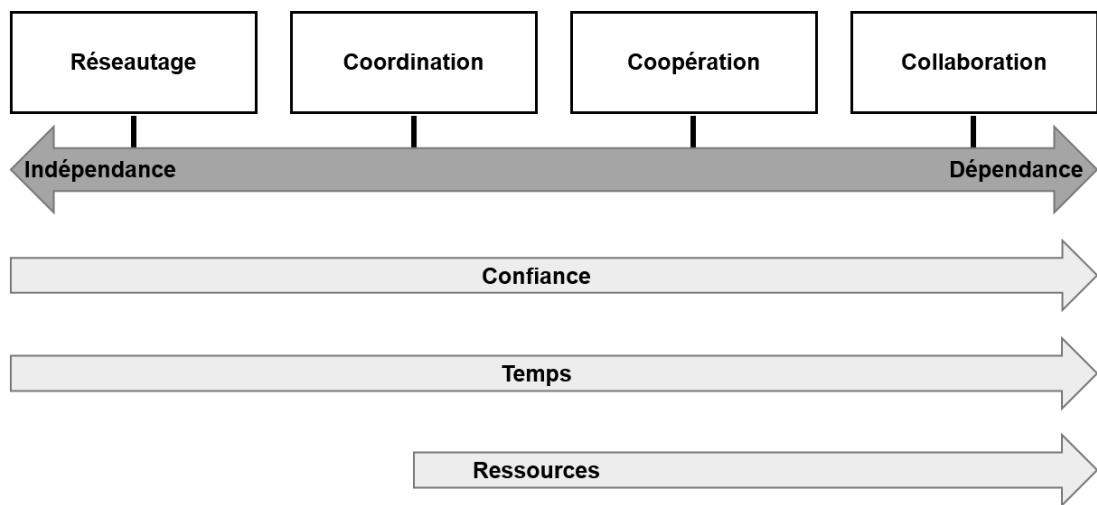 Réseautage
Coordination
Coopération
Collaboration
Indépendance
Dépendance
Confiance
Temps
Ressources